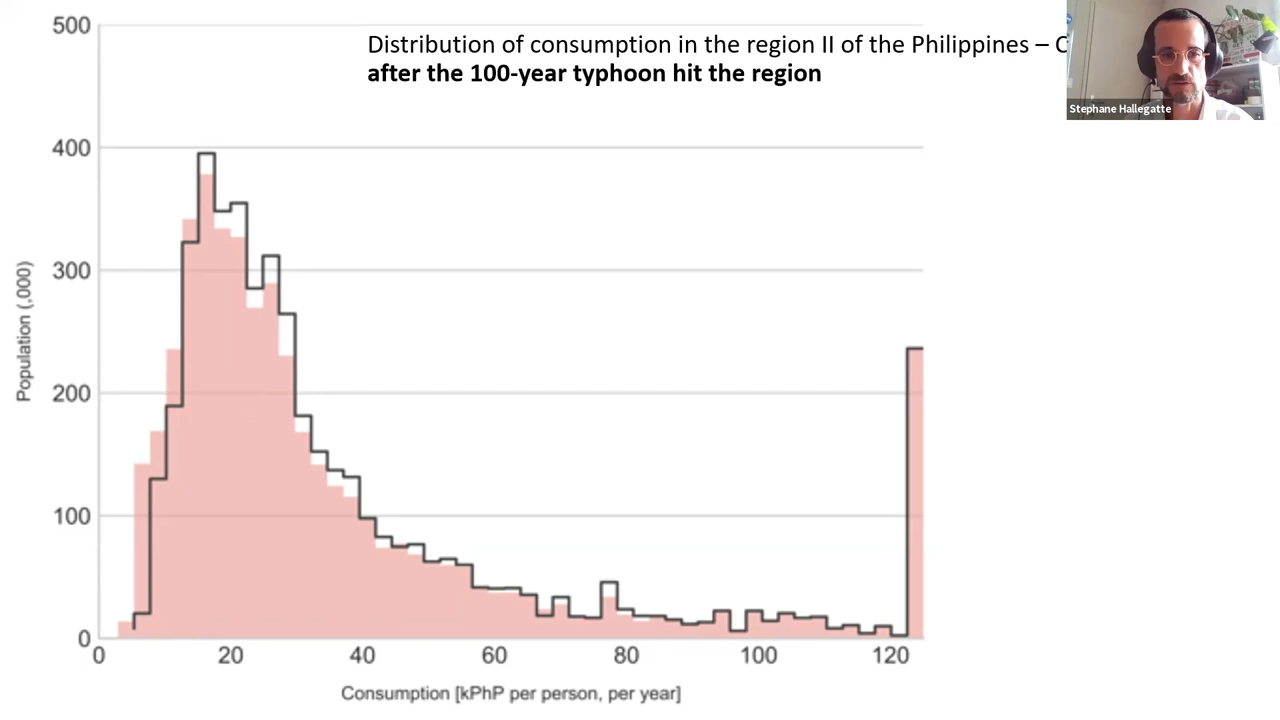 Distribution of consumption in the region II of the Philippines – C
after the 100-year typhoon hit the region
Stephane Hallegatte
500
400
300
200
100
0
Population (,000)
0 20 40 60 80 100 120
Consumption [kPhP per person, per year]